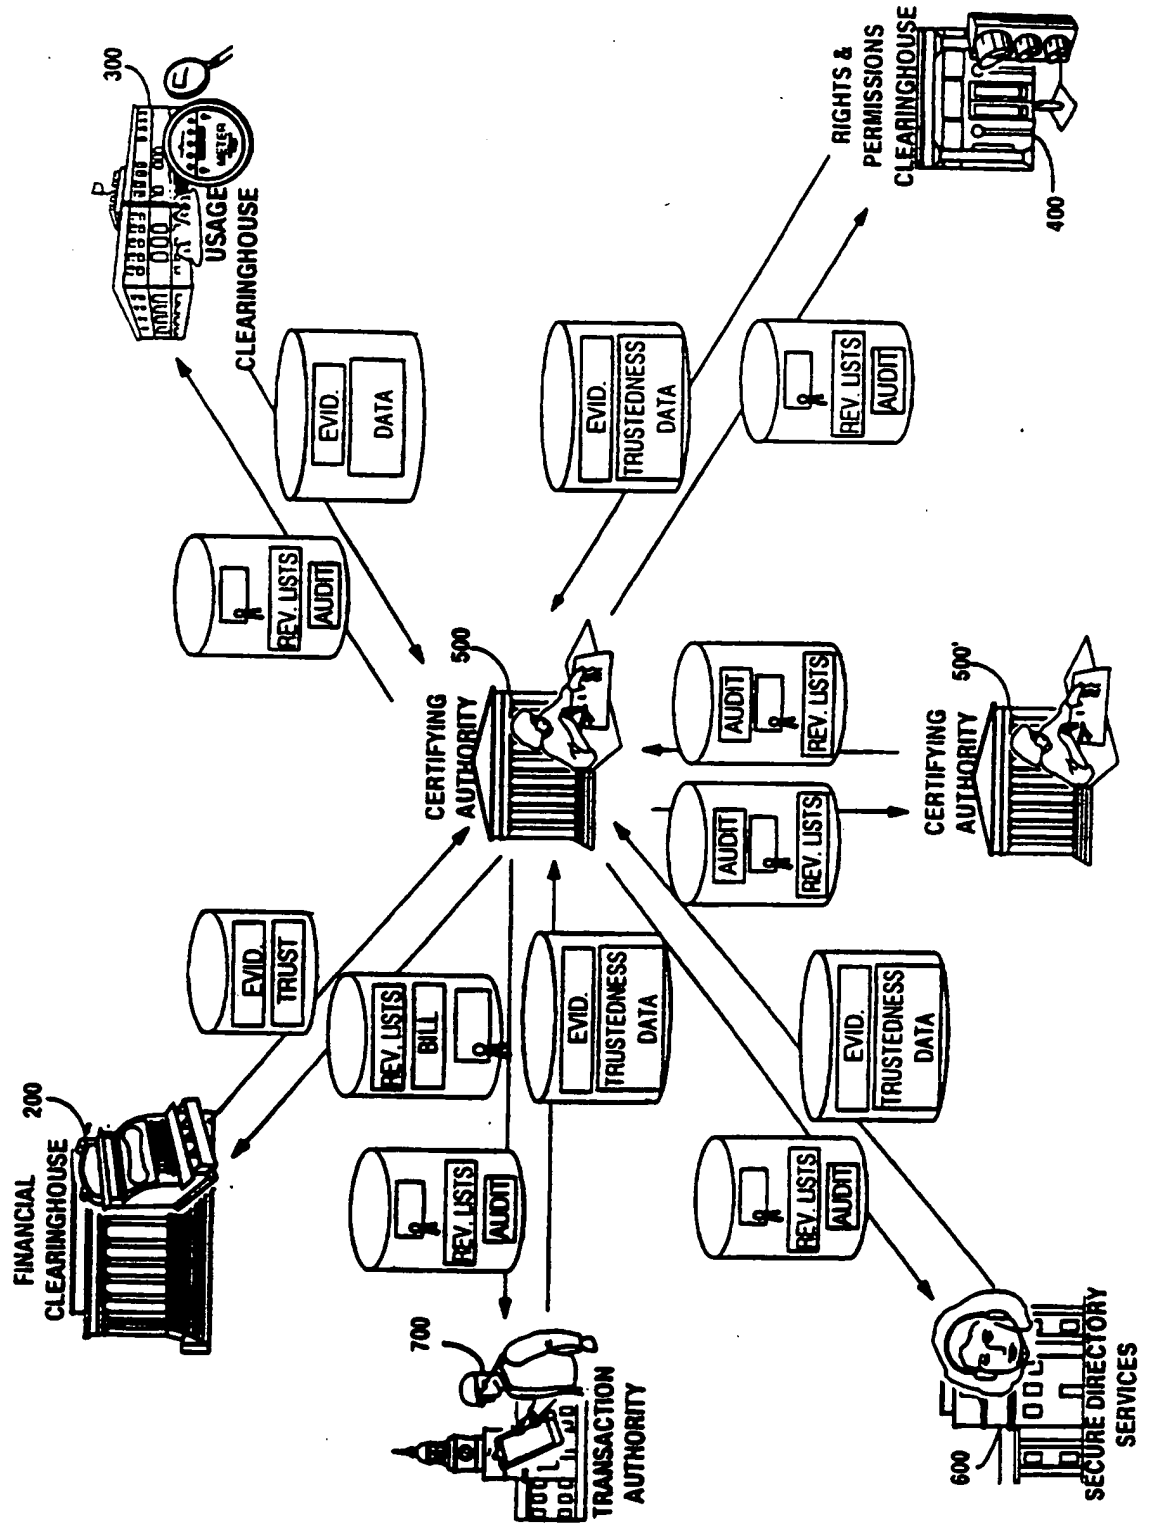 FINANCIAL
CLEARINGHOUSE
200
EVID.
TRUST
REV. LISTS
BILL
REV. LISTS
AUDIT
USAGE
CLEARINGHOUSE
300
METER
EVID.
DATA
TRANSACTION
AUTHORITY
700
REV. LISTS
AUDIT
EVID.
TRUSTEDNESS
DATA
CERTIFYING
AUTHORITY
500
EVID.
TRUSTEDNESS
DATA
REV. LISTS
AUDIT
RIGHTS &
PERMISSIONS
CLEARINGHOUSE
400
AUDIT
REV. LISTS
AUDIT
REV. LISTS
REV. LISTS
AUDIT
EVID.
TRUSTEDNESS
DATA
600
SECURE DIRECTORY
SERVICES
CERTIFYING
AUTHORITY
500'